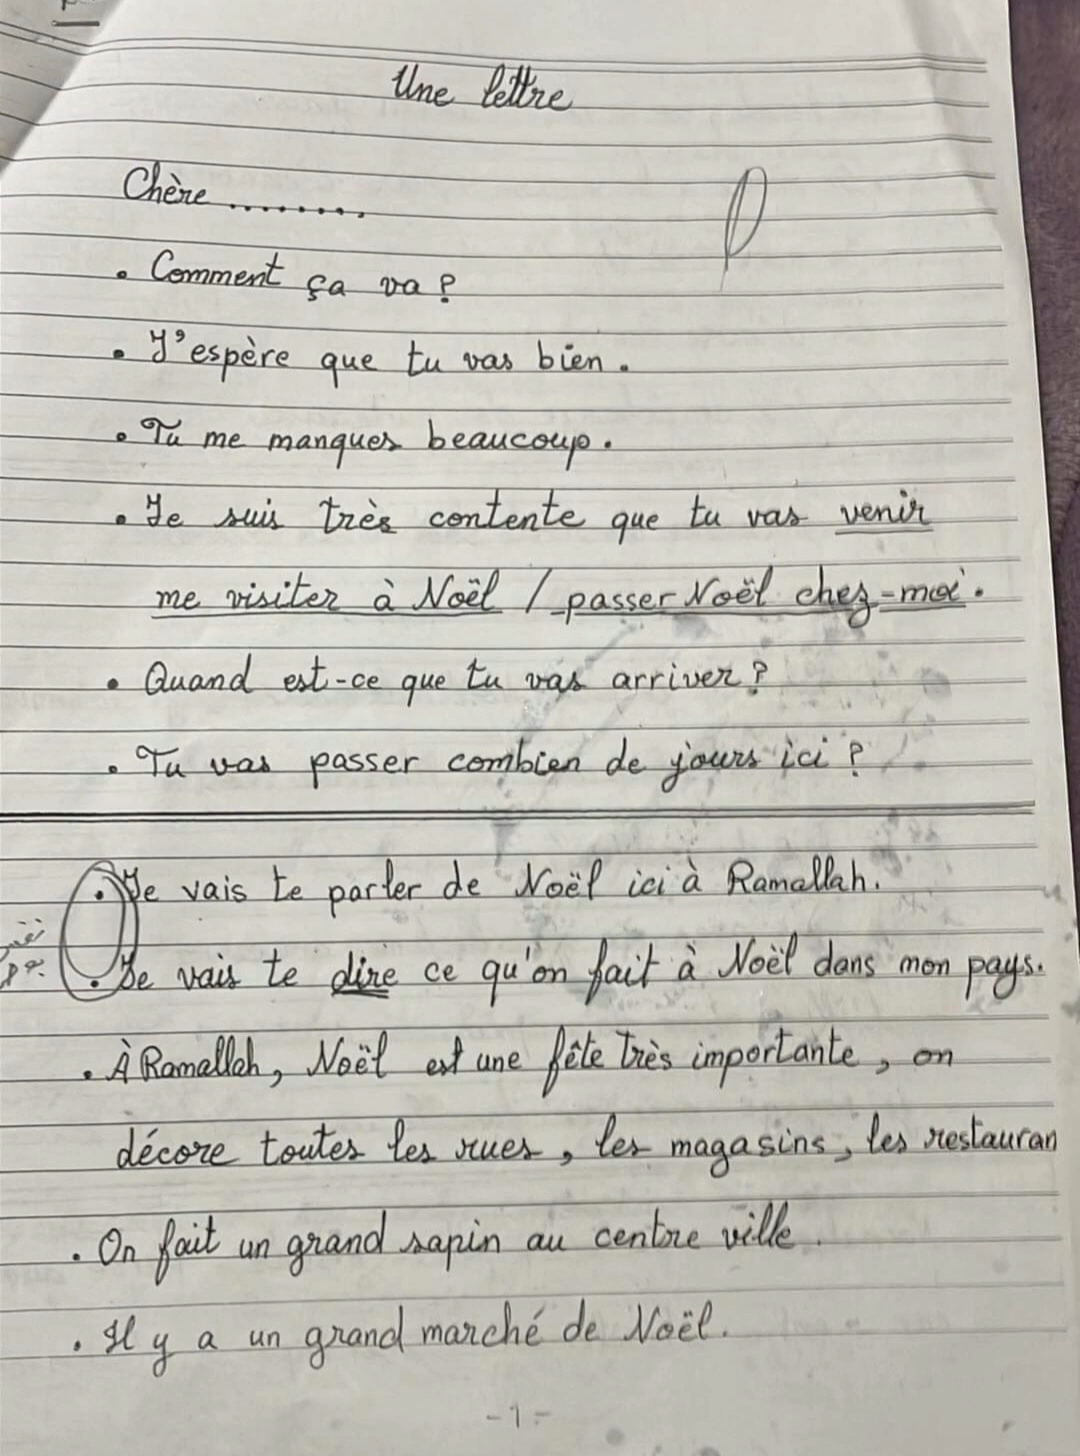 Une lettre
Chère ........
• Comment ça va ?
• J'espère que tu vas bien.
• Tu me manques beaucoup.
• Je suis très contente que tu vas venir
me visiter à Noël / passer Noël chez-moi.
• Quand est-ce que tu vas arriver ?
• Tu vas passer combien de jours ici ?
• Je vais te parler de Noël ici à Ramallah.
• Je vais te dire ce qu'on fait à Noël dans mon pays.
• À Ramallah, Noël est une fête très importante, on
décore toutes les rues, les magasins, les restauran
• On fait un grand sapin au centre ville.
• Il y a un grand marché de Noël.
-1-